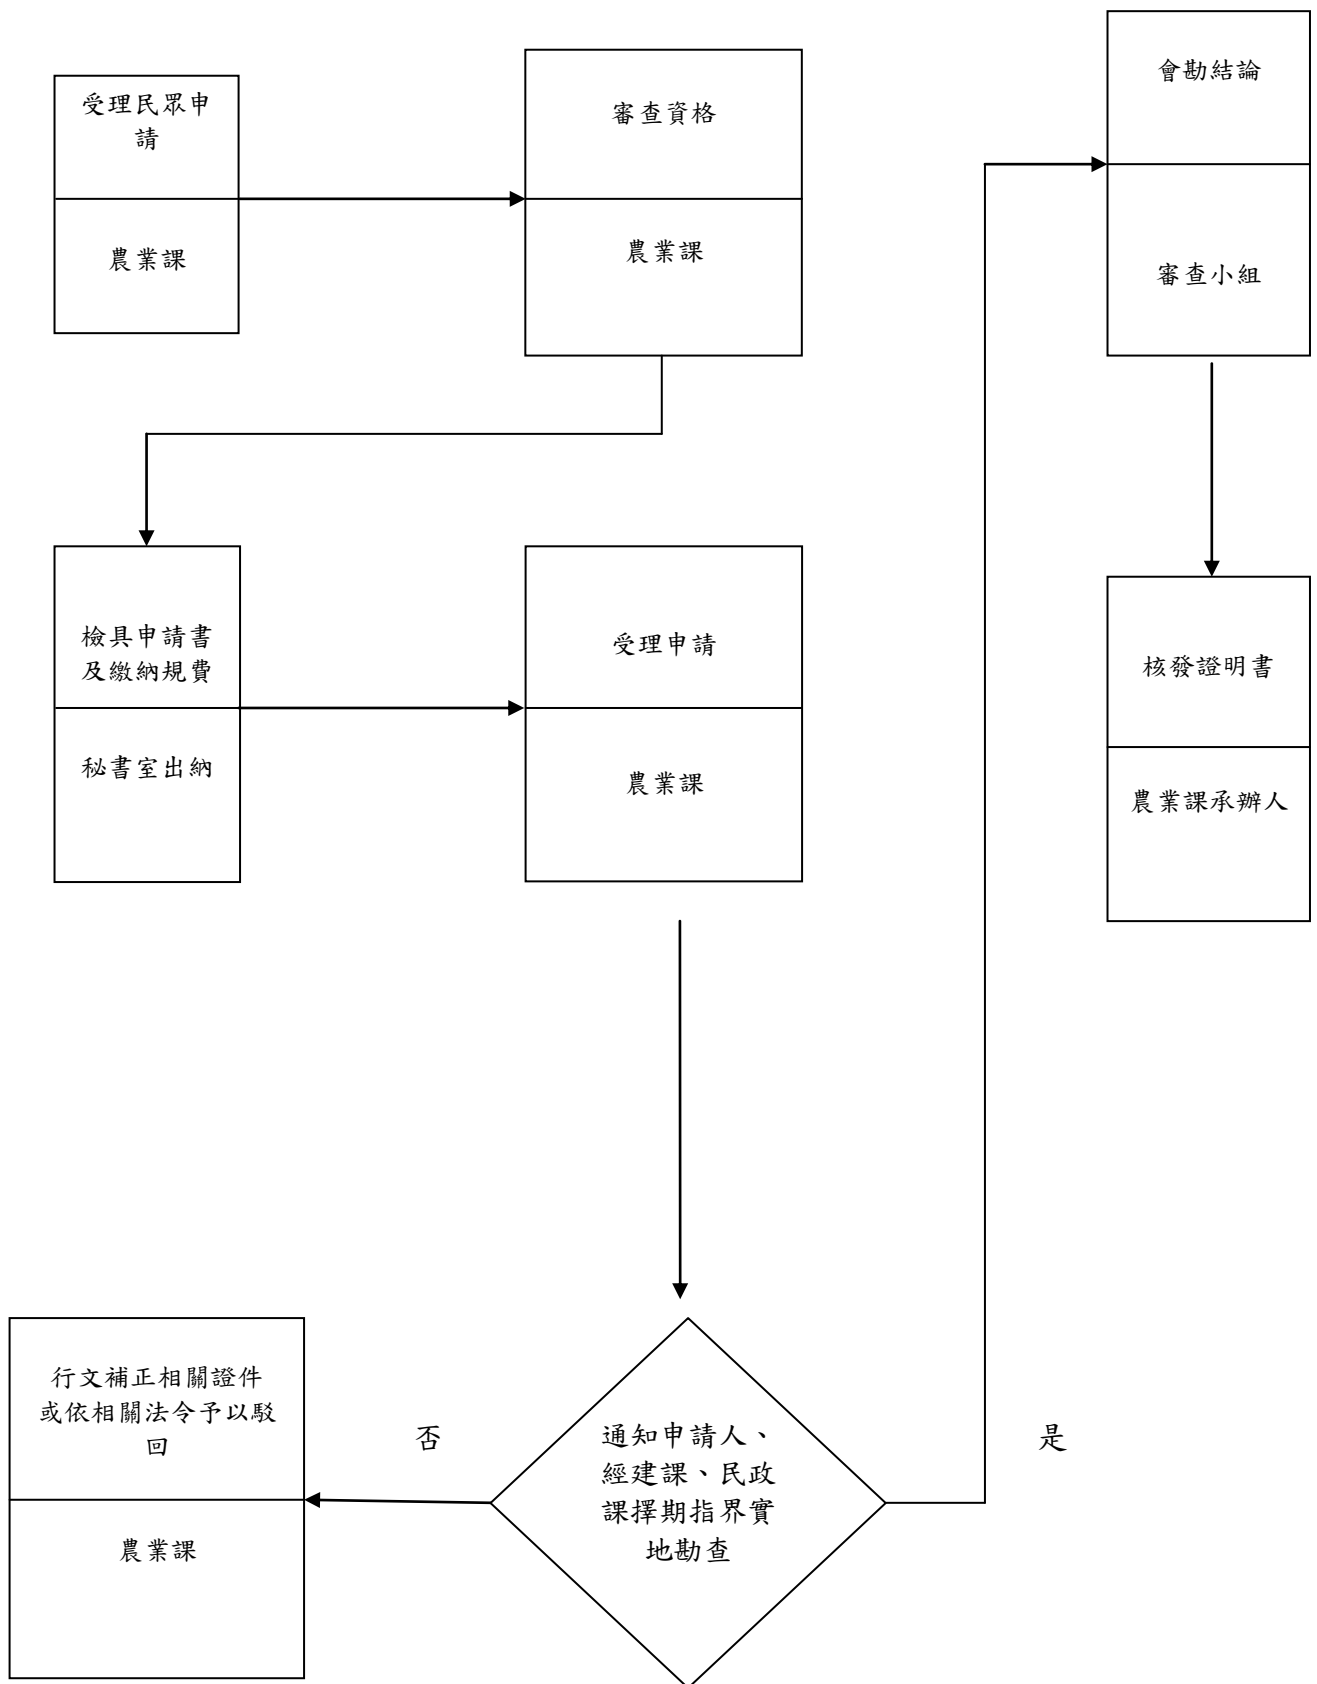 受理民眾申
請
農業課
審查資格
農業課
檢具申請書
及繳納規費
秘書室出納
受理申請
農業課
通知申請人、
經建課、民政
課擇期指界實
地勘查
否
行文補正相關證件
或依相關法令予以駁
回
農業課
是
會勘結論
審查小組
核發證明書
農業課承辦人